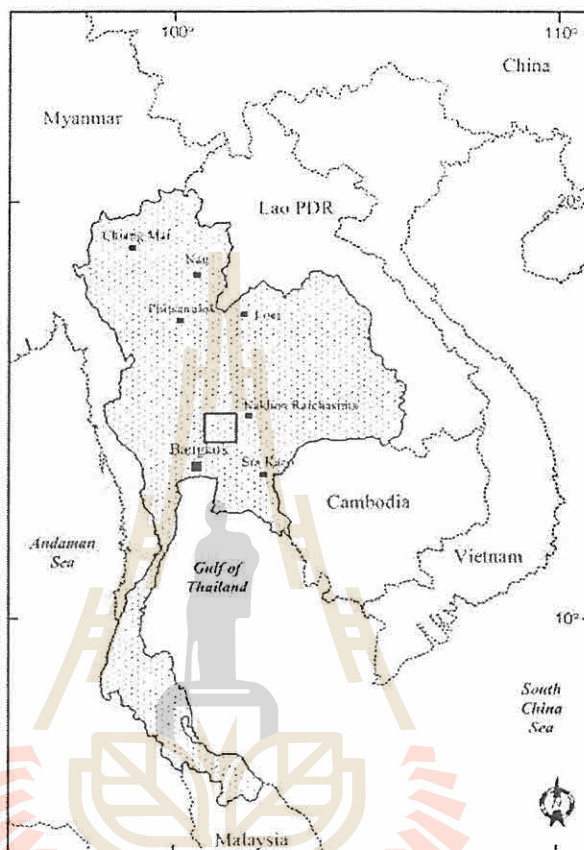 100°
110°
China
Myanmar
20°
Lao PDR
Chiang Mai
Nan
Phitsanulok
Loei
Nakhon Ratchasima
Bangkok
Sra Kaeo
Cambodia
Andaman
Sea
Vietnam
Gulf of
Thailand
10°
South
China
Sea
N
Malaysia